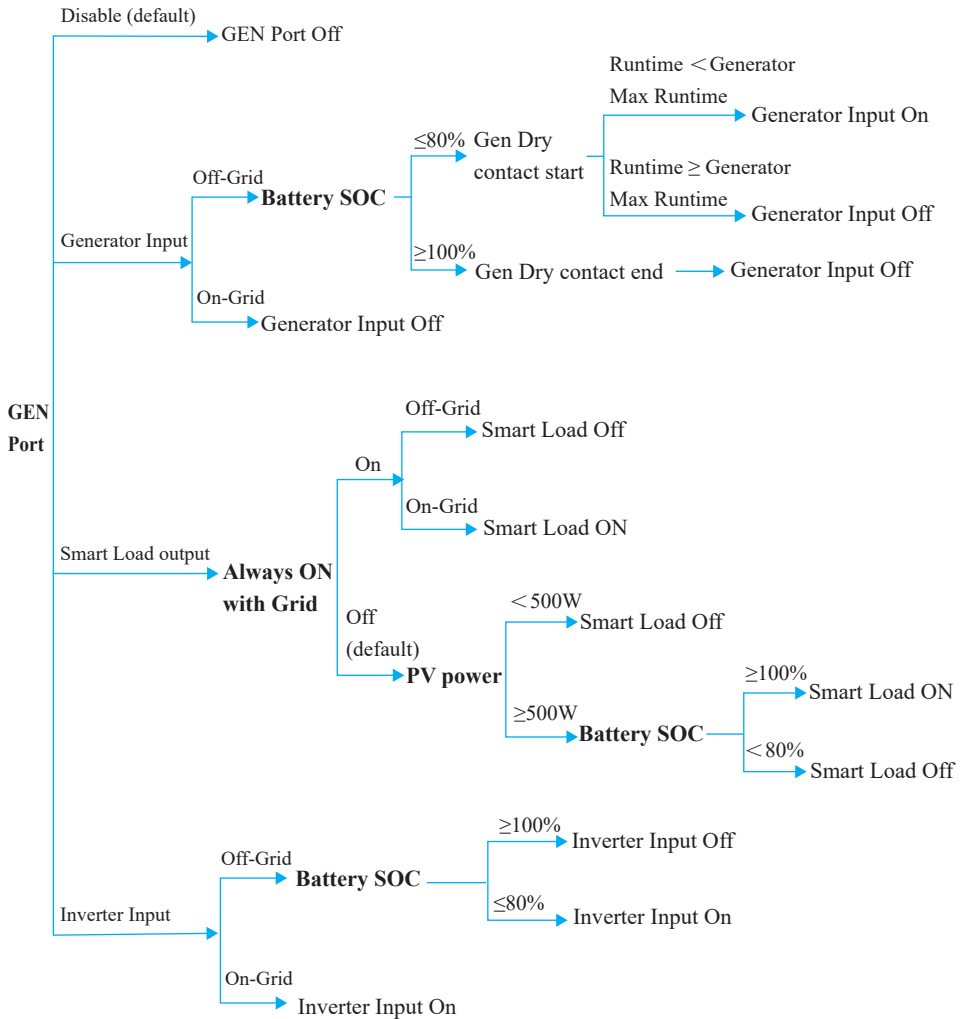 Disable (default)
GEN Port Off
Runtime ＜Generator
Max Runtime
Generator Input On
≤80%
Gen Dry
contact start
Runtime ≥ Generator
Max Runtime
Generator Input Off
Off-Grid
Battery SOC
Generator Input
≥100%
Gen Dry contact end
Generator Input Off
On-Grid
Generator Input Off
GEN
Port
Off-Grid
Smart Load Off
On
On-Grid
Smart Load ON
Smart Load output
Always ON
with Grid
Off
(default)
＜500W
Smart Load Off
PV power
≥500W
Battery SOC
≥100%
Smart Load ON
＜80%
Smart Load Off
≥100%
Inverter Input Off
Off-Grid
Battery SOC
≤80%
Inverter Input On
Inverter Input
On-Grid
Inverter Input On